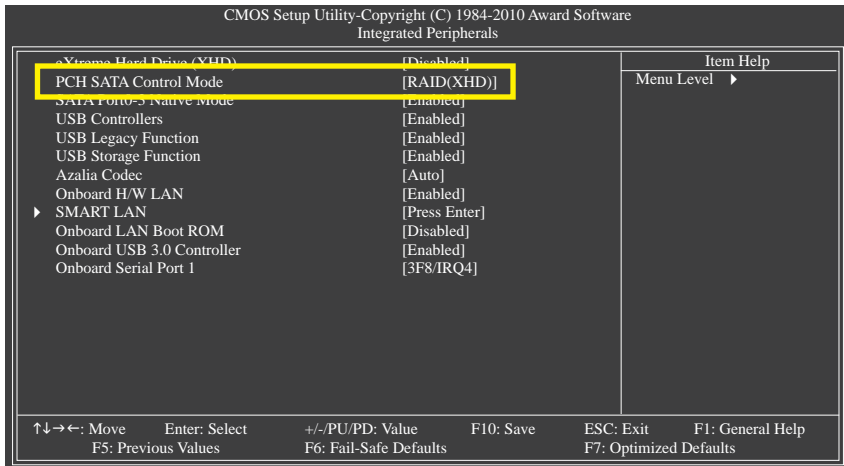 CMOS Setup Utility-Copyright (C) 1984-2010 Award Software
Integrated Peripherals
eXtreme Hard Drive (XHD) [Disabled]
PCH SATA Control Mode [RAID(XHD)]
SATA Port0-3 Native Mode [Enabled]
USB Controllers [Enabled]
USB Legacy Function [Enabled]
USB Storage Function [Enabled]
Azalia Codec [Auto]
Onboard H/W LAN [Enabled]
SMART LAN [Press Enter]
Onboard LAN Boot ROM [Disabled]
Onboard USB 3.0 Controller [Enabled]
Onboard Serial Port 1 [3F8/IRQ4]
Item Help
Menu Level
↑↓→←: Move Enter: Select +/-/PU/PD: Value F10: Save ESC: Exit F1: General Help
F5: Previous Values F6: Fail-Safe Defaults F7: Optimized Defaults